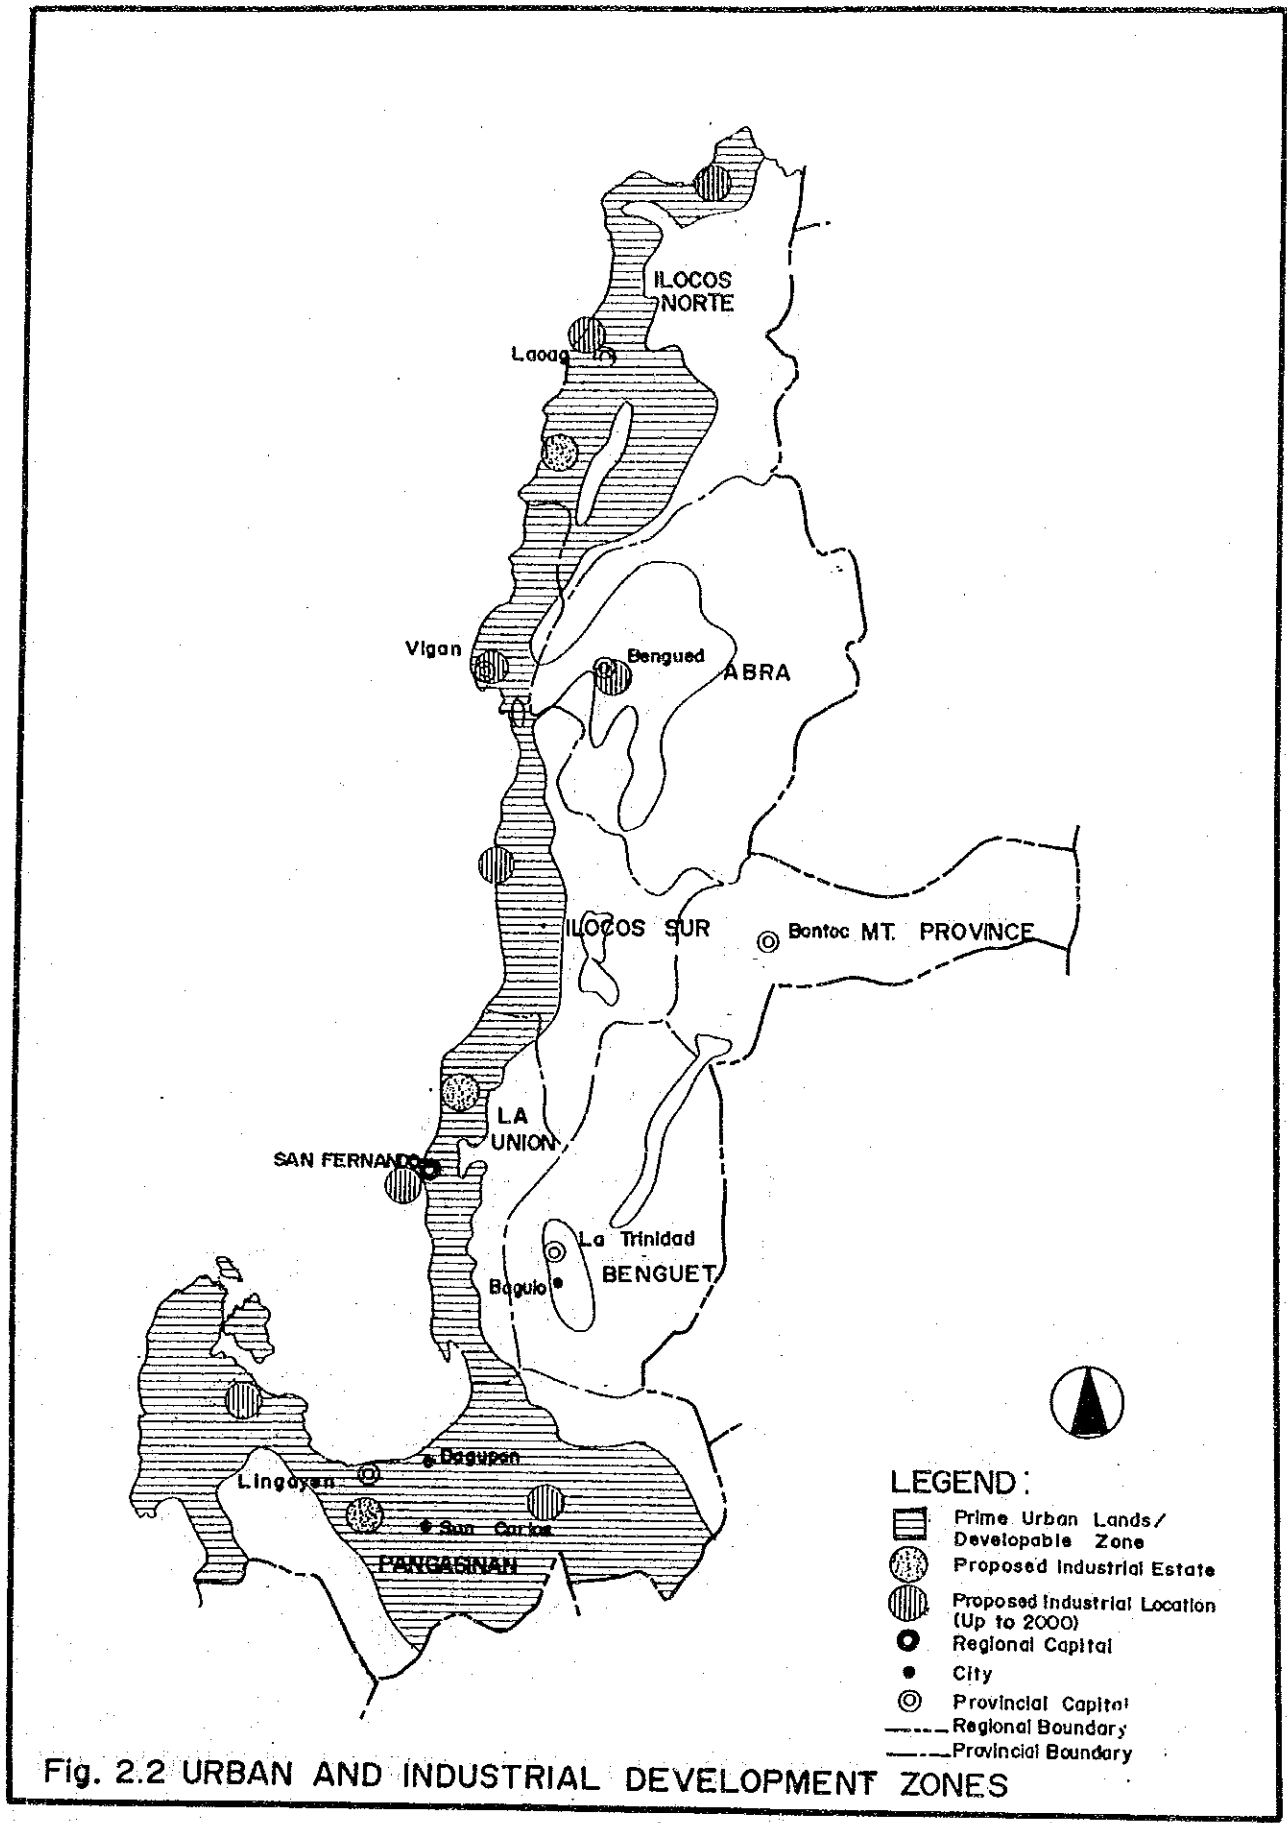 ILOCOS
NORTE
Laoag
Vigan
Bengued
ABRA
ILOCOS SUR
Bontoc MT. PROVINCE
LA
UNION
SAN FERNANDO
La Trinidad
BENGUET
Baguio
Dagupan
Lingayen
San Carlos
PANGASINAN
LEGEND:
Prime Urban Lands/
Developable Zone
Proposed Industrial Estate
Proposed Industrial Location
(Up to 2000)
Regional Capital
City
Provincial Capital
Regional Boundary
Provincial Boundary
Fig. 2.2 URBAN AND INDUSTRIAL DEVELOPMENT ZONES